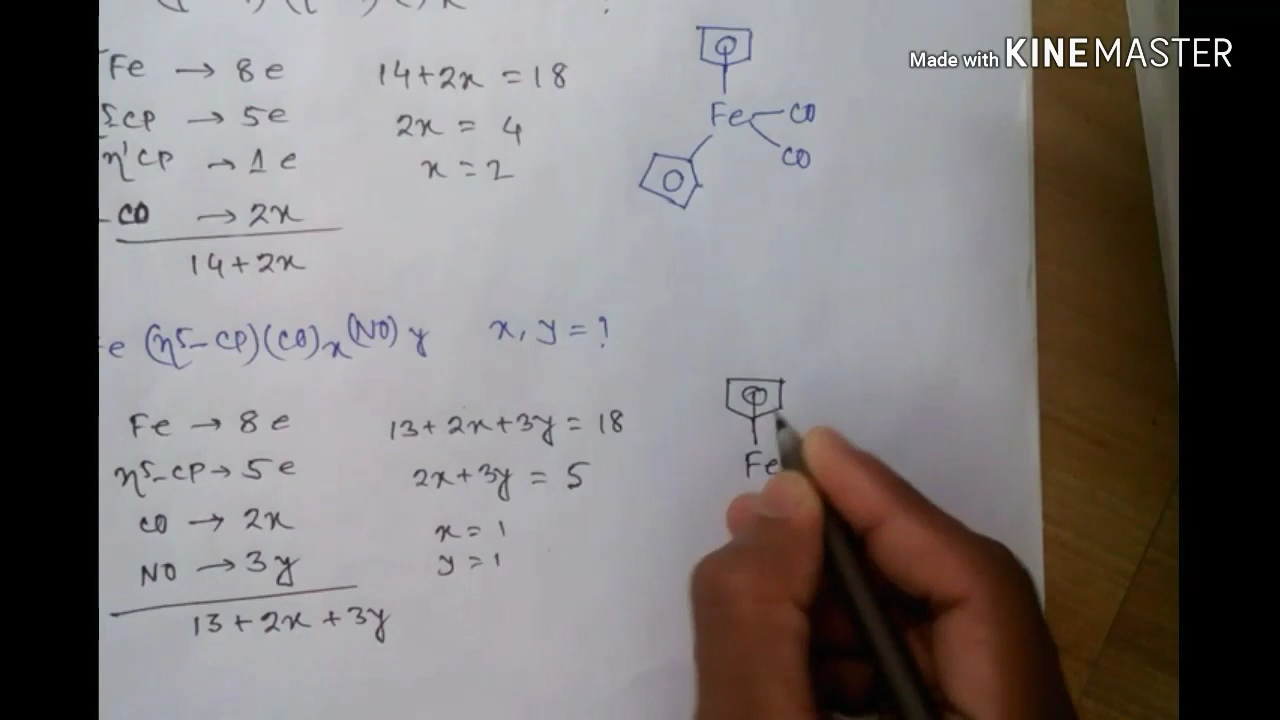 Made with KINEMASTER
Fe → 8e
14+2x = 18
5-CP → 5e
2x = 4
η¹CP → 1e
x = 2
CO → 2x
14+2x
Fe
CO
CO
e (η⁵-CP)(CO)x(NO)y x, y = ?
Fe → 8e
13+2x+3y = 18
η⁵-CP → 5e
2x+3y = 5
CO → 2x
x = 1
NO → 3y
y = 1
13+2x+3y
Fe